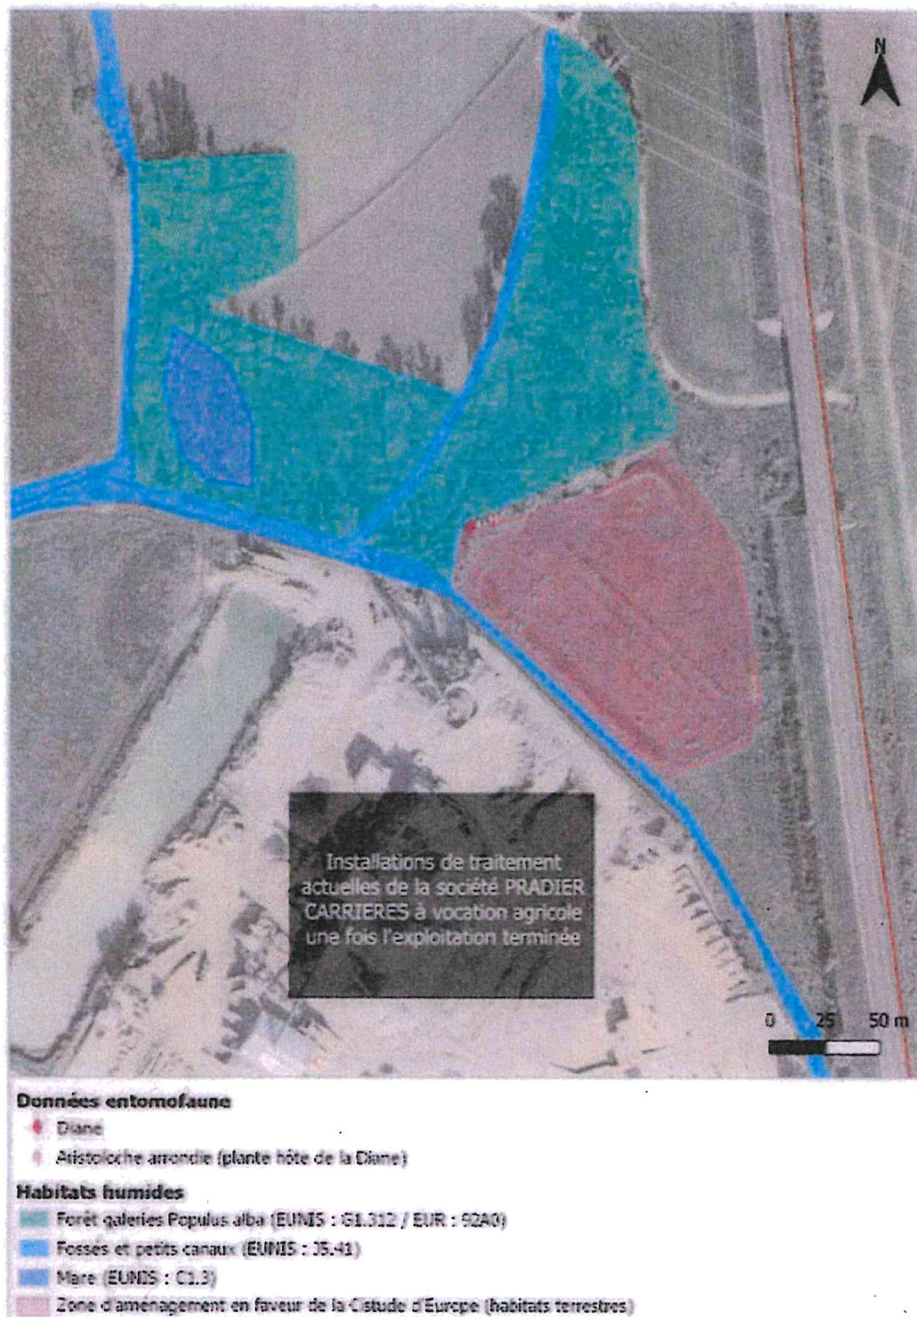 N
Installations de traitement
actuelles de la société PRADIER
CARRIERES à vocation agricole
une fois l'exploitation terminée
0 25 50 m
Données entomofaune
Diane
Aristoloche arrondie (plante hôte de la Diane)
Habitats humides
Forêt galeries Populus alba (EUNIS : G1.312 / EUR : 92A0)
Fossés et petits canaux (EUNIS : J5.41)
Mare (EUNIS : C1.3)
Zone d'aménagement en faveur de la Cistude d'Europe (habitats terrestres)